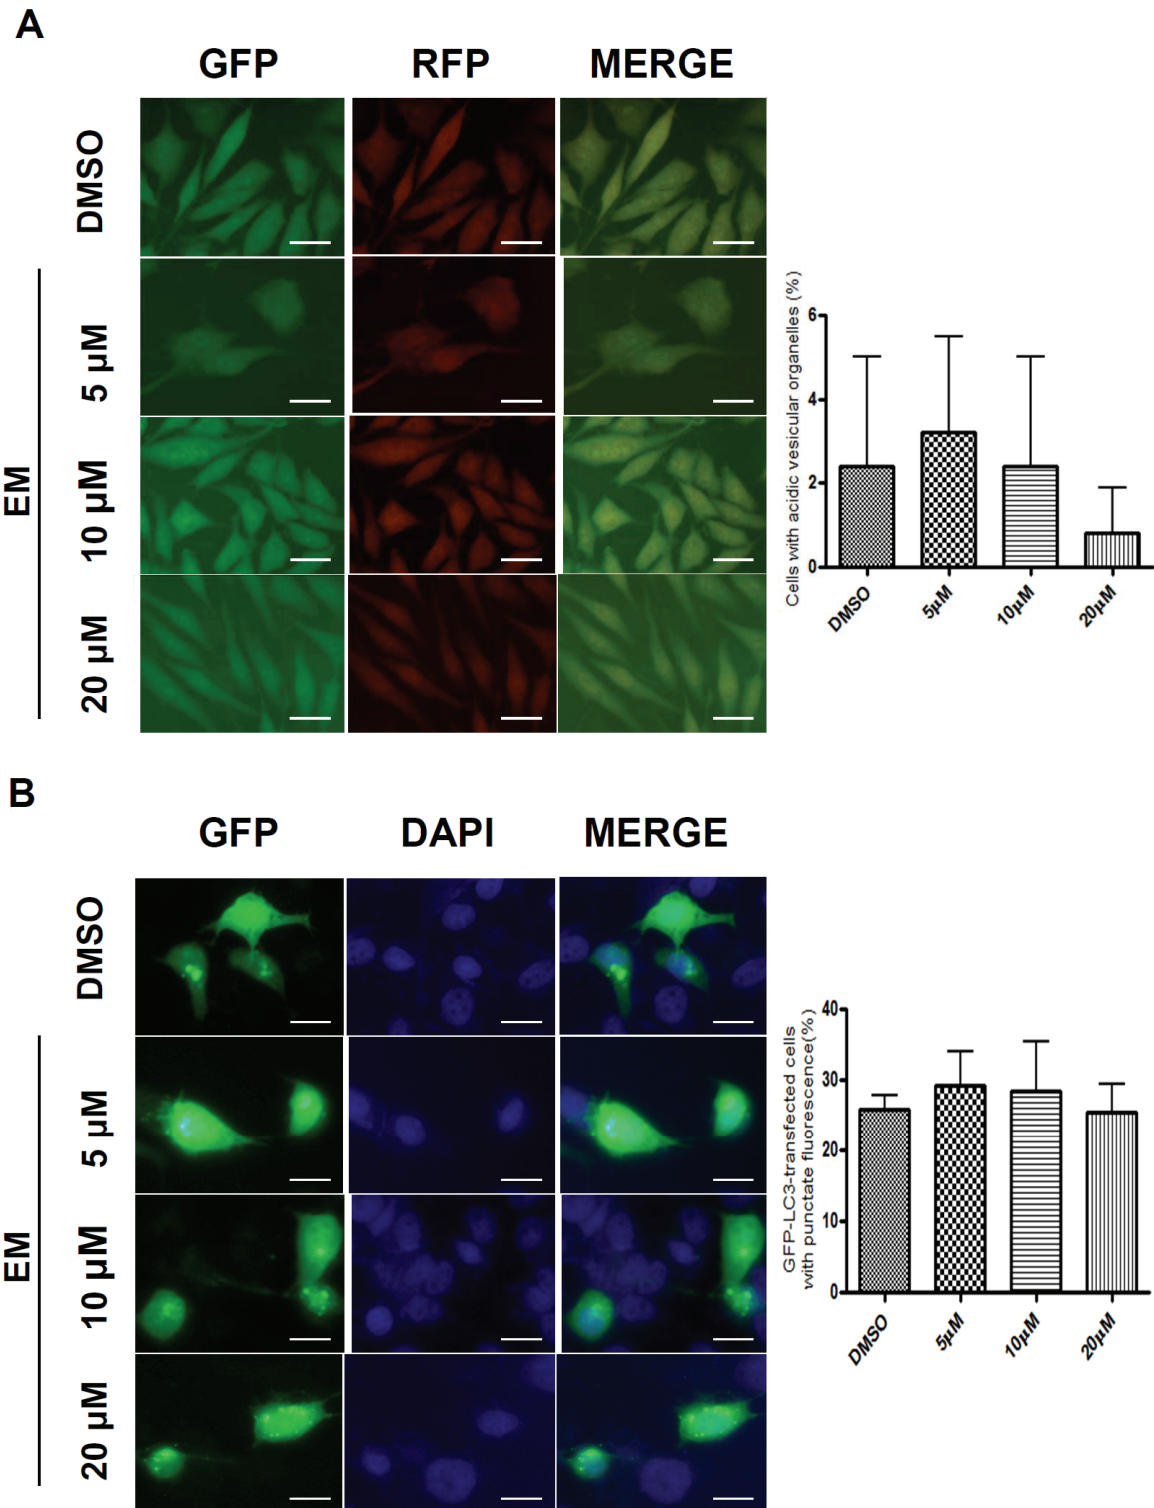 A
GFP RFP MERGE
DMSO
5 µM
10 µM
20 µM
EM
Cells with acidic vesicular organelles (%)
6
4
2
0
DMSO 5µM 10µM 20µM
B
GFP DAPI MERGE
DMSO
5 µM
10 µM
20 µM
EM
GFP-LC3-transfected cells
with punctate fluorescence(%)
40
30
20
10
0
DMSO 5µM 10µM 20µM